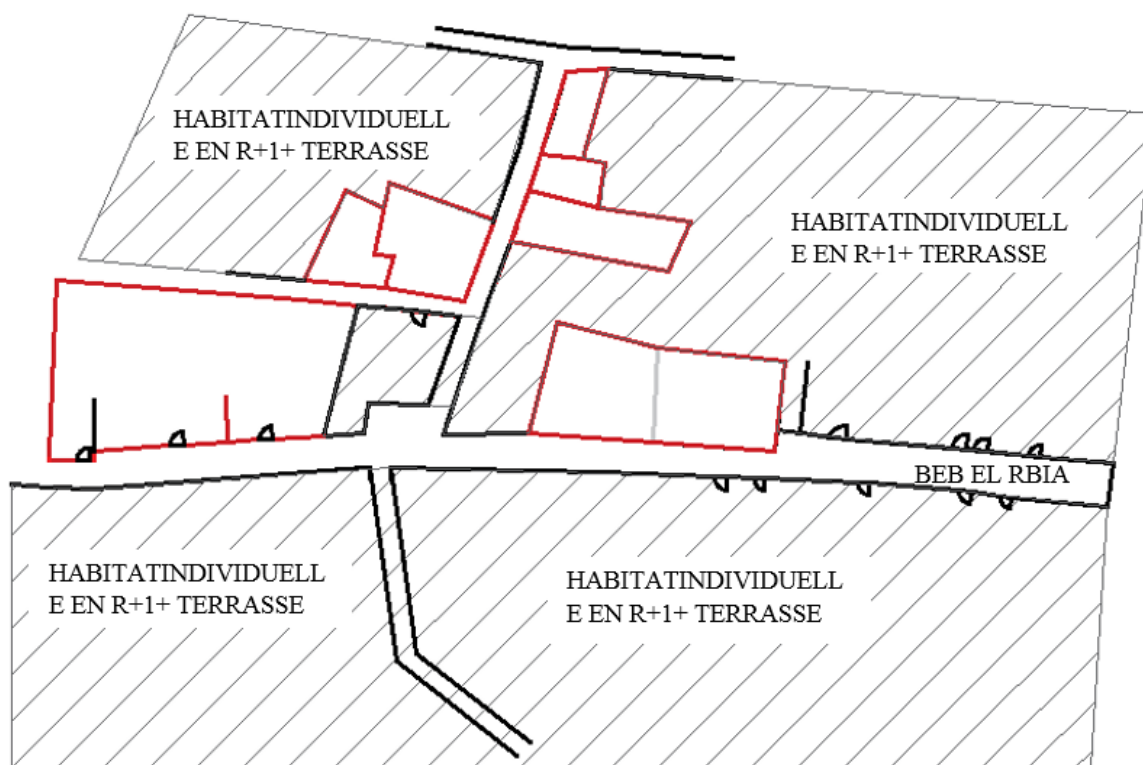 HABITATINDIVIDUELL
E EN R+1+ TERRASSE
HABITATINDIVIDUELL
E EN R+1+ TERRASSE
BEB EL RBIA
HABITATINDIVIDUELL
E EN R+1+ TERRASSE
HABITATINDIVIDUELL
E EN R+1+ TERRASSE